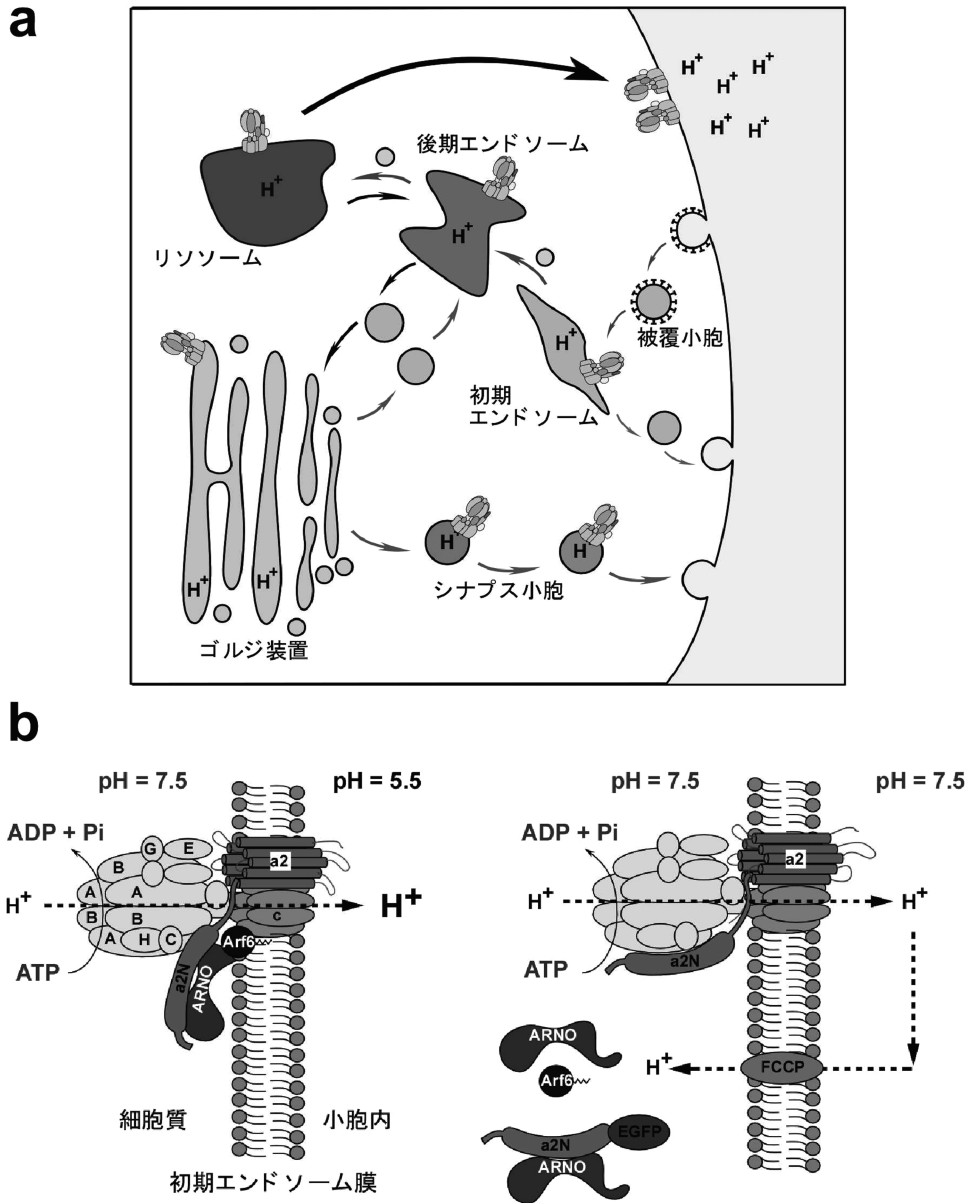 a
H+ H+
H+
H+ H+
後期エンドソーム
H+
H+
リソソーム
被覆小胞
H+
初期
エンドソーム
H+
H+
シナプス小胞
H+
H+
ゴルジ装置
b
pH = 7.5
pH = 5.5
ADP + Pi
G E
B
a2
A A
H+
H+
B B
c
A H C
Arf6
ATP
a2N
ARNO
細胞質
小胞内
初期エンドソーム膜
pH = 7.5
pH = 7.5
ADP + Pi
a2
H+
H+
ATP
a2N
ARNO
Arf6
H+
FCCP
a2N
EGFP
ARNO